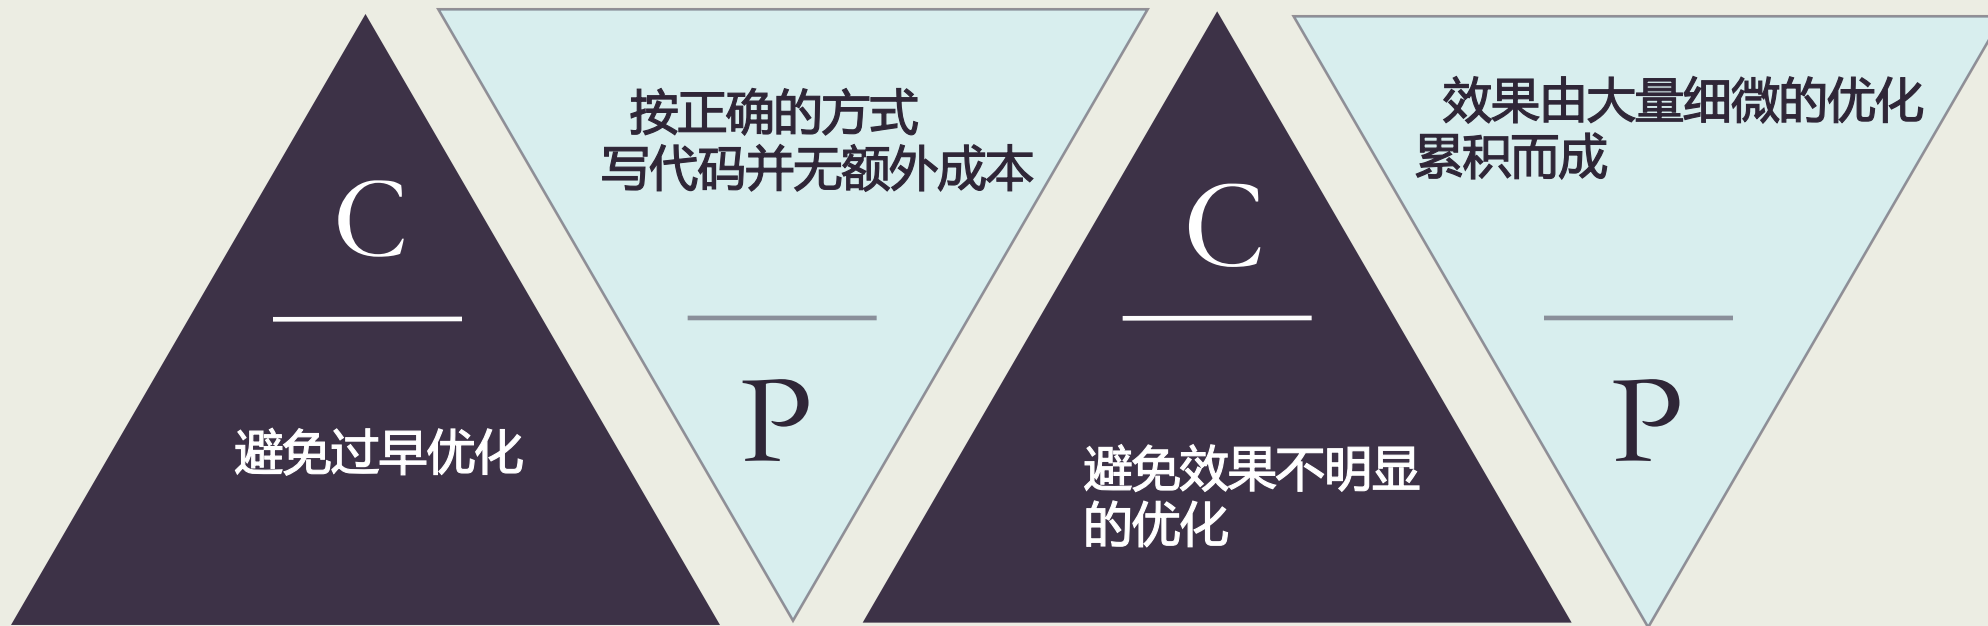 C
避免过早优化
按正确的方式
写代码并无额外成本
P
C
避免效果不明显
的优化
效果由大量细微的优化
累积而成
P